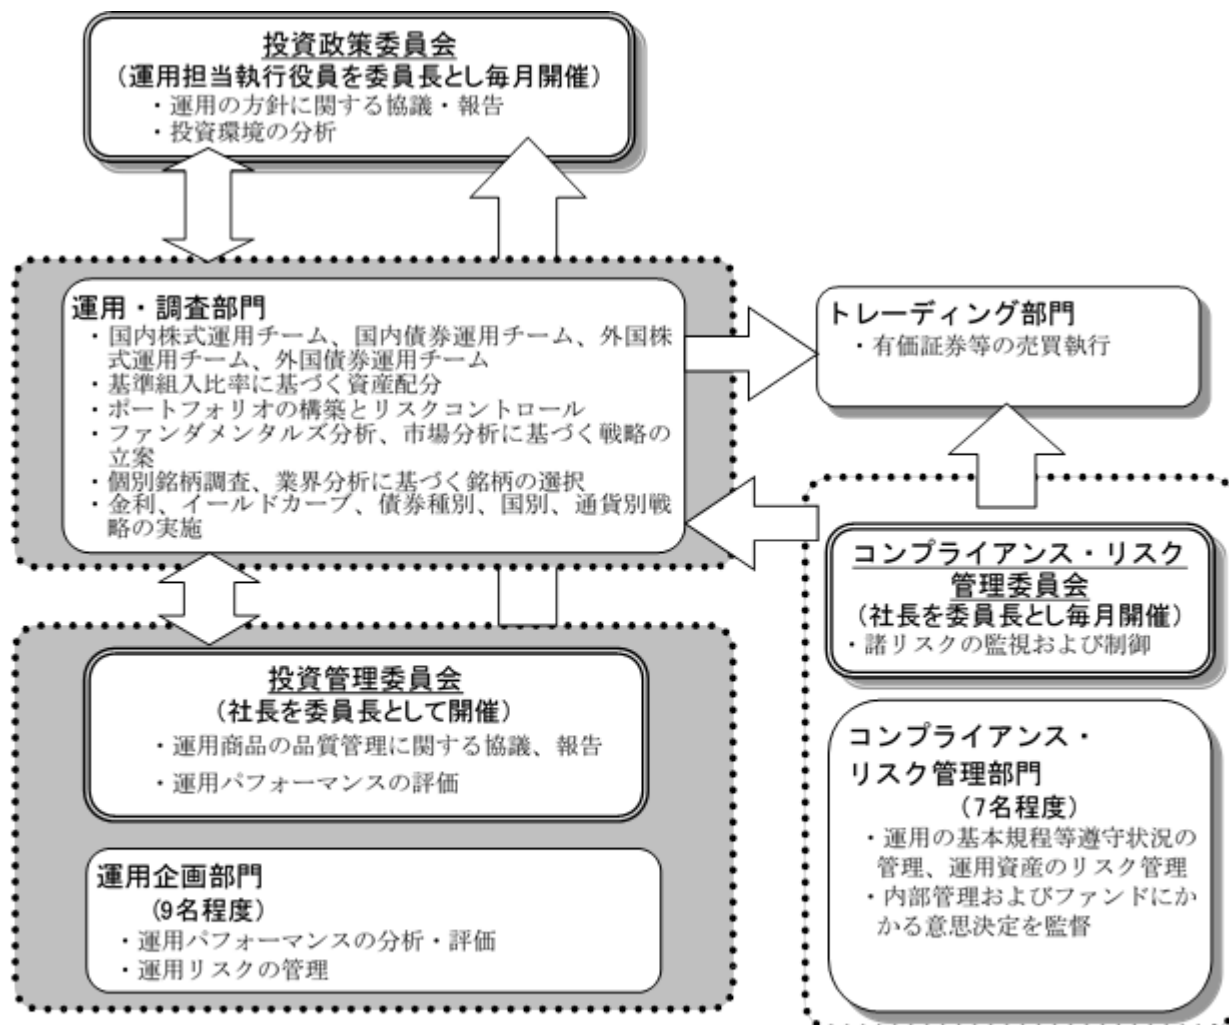 投資政策委員会
（運用担当執行役員を委員長とし毎月開催）
・運用の方針に関する協議・報告
・投資環境の分析
運用・調査部門
・国内株式運用チーム、国内債券運用チーム、外国株
式運用チーム、外国債券運用チーム
・基準組入比率に基づく資産配分
・ポートフォリオの構築とリスクコントロール
・ファンダメンタルズ分析、市場分析に基づく戦略の
立案
・個別銘柄調査、業界分析に基づく銘柄の選択
・金利、イールドカーブ、債券種別、国別、通貨別戦
略の実施
トレーディング部門
・有価証券等の売買執行
投資管理委員会
（社長を委員長として開催）
・運用商品の品質管理に関する協議、報告
・運用パフォーマンスの評価
運用企画部門
（9名程度）
・運用パフォーマンスの分析・評価
・運用リスクの管理
コンプライアンス・リスク
管理委員会
（社長を委員長とし毎月開催）
・諸リスクの監視および制御
コンプライアンス・
リスク管理部門
（7名程度）
・運用の基本規程等遵守状況の
管理、運用資産のリスク管理
・内部管理およびファンドにか
かる意思決定を監督